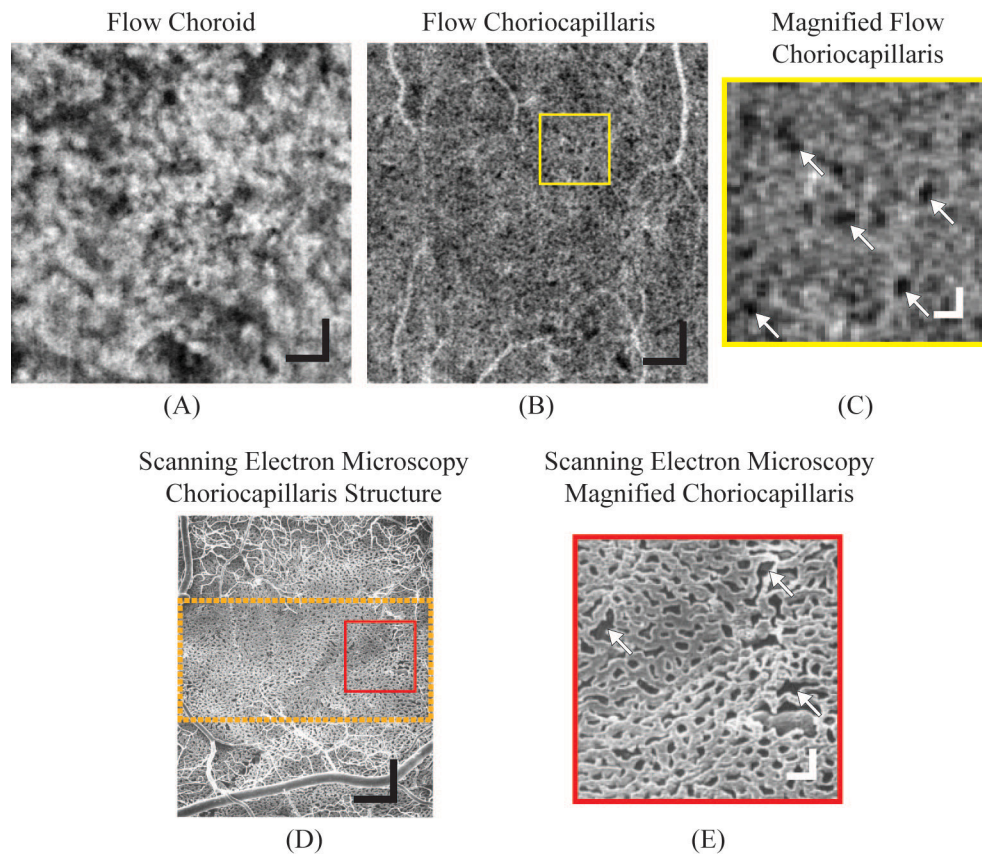 Flow Choroid
Flow Choriocapillaris
Magnified Flow
Choriocapillaris
(A)
(B)
(C)
Scanning Electron Microscopy
Choriocapillaris Structure
Scanning Electron Microscopy
Magnified Choriocapillaris
(D)
(E)